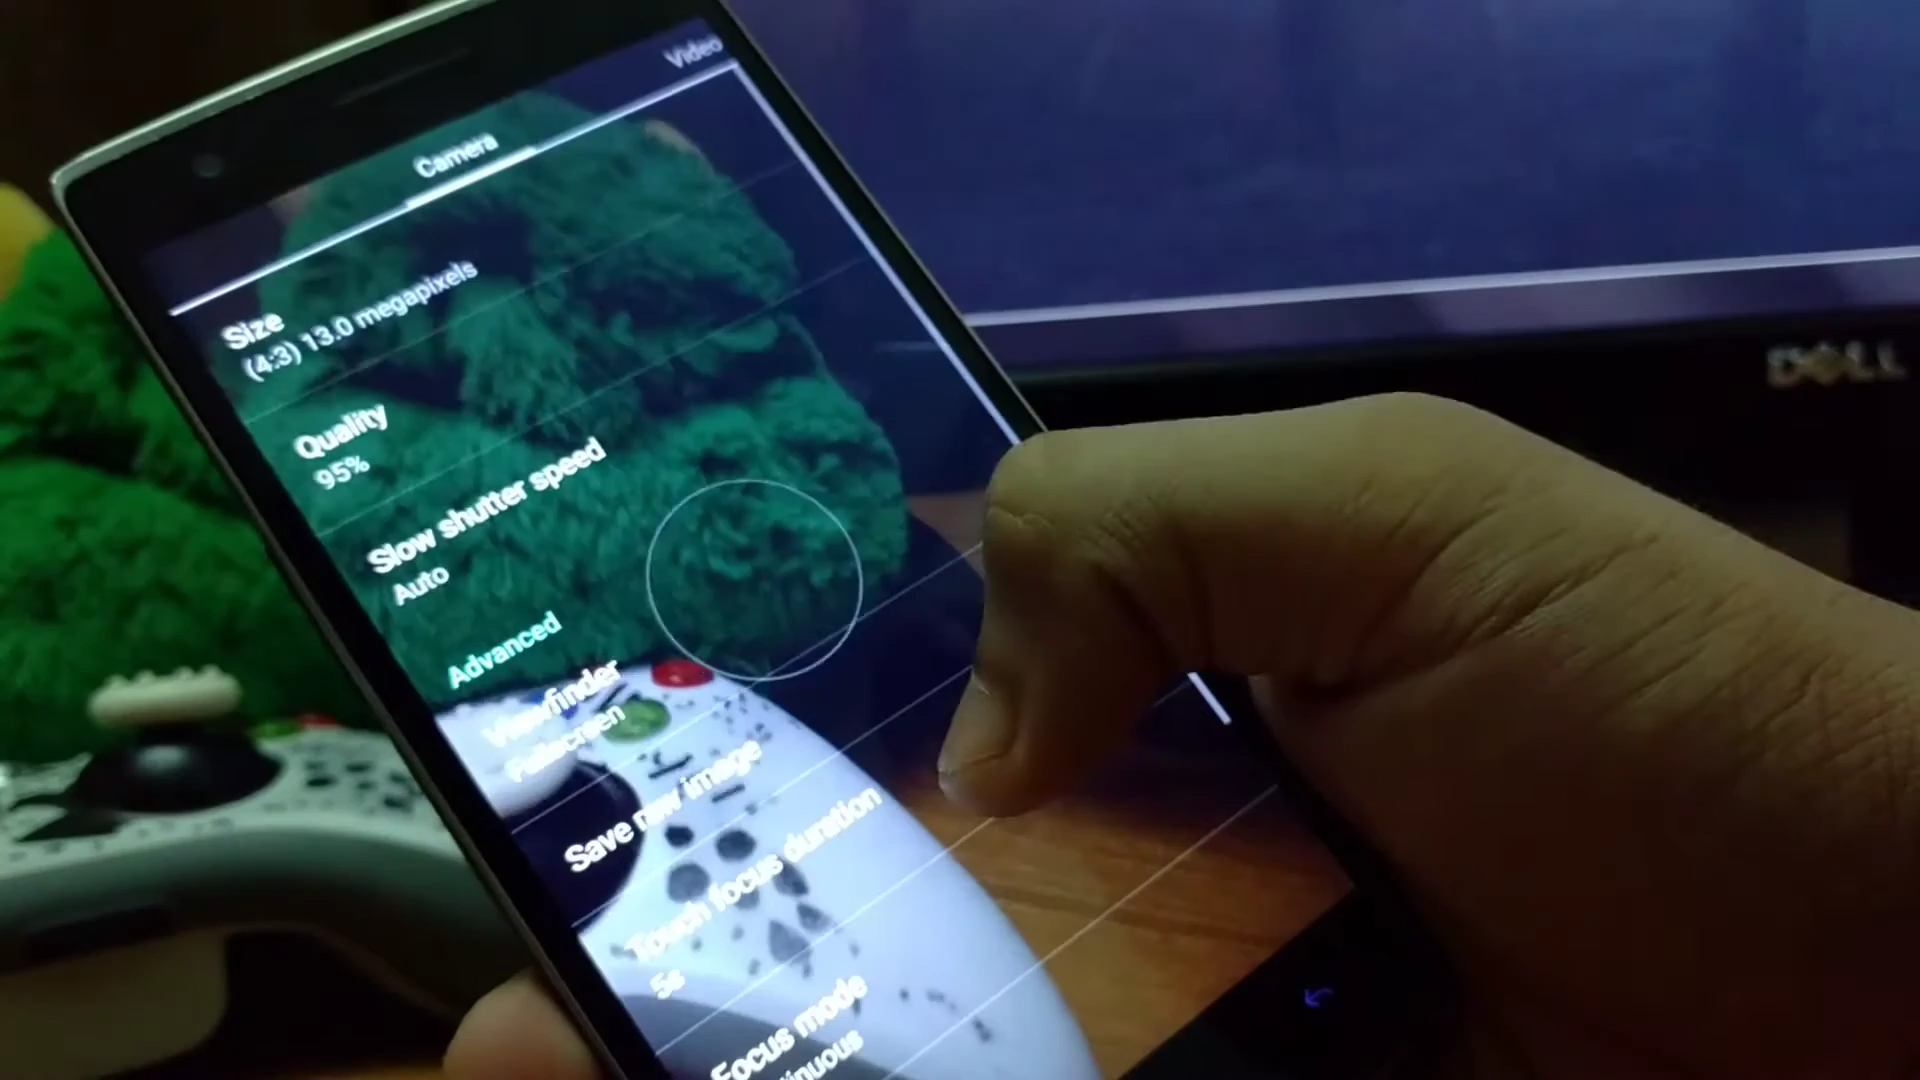 Video
Camera
Size
(4:3) 13.0 megapixels
Quality
95%
Slow shutter speed
Auto
Advanced
Viewfinder
Fullscreen
Save raw image
Touch focus duration
5s
Focus mode
DELL